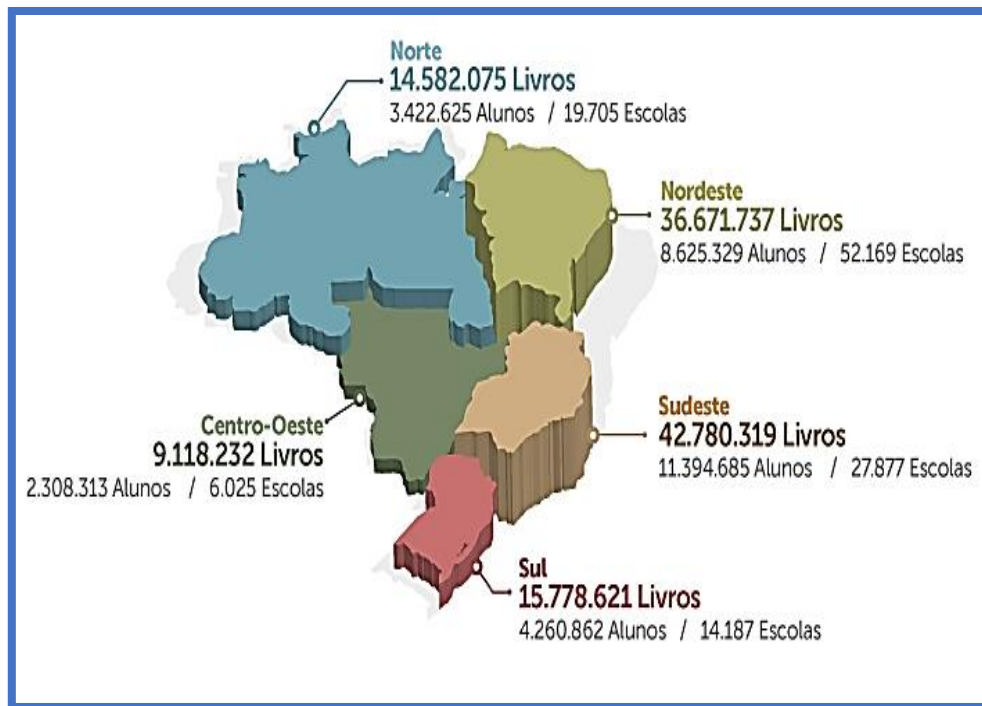 Norte
14.582.075 Livros
3.422.625 Alunos / 19.705 Escolas
Nordeste
36.671.737 Livros
8.625.329 Alunos / 52.169 Escolas
Centro-Oeste
9.118.232 Livros
2.308.313 Alunos / 6.025 Escolas
Sudeste
42.780.319 Livros
11.394.685 Alunos / 27.877 Escolas
Sul
15.778.621 Livros
4.260.862 Alunos / 14.187 Escolas